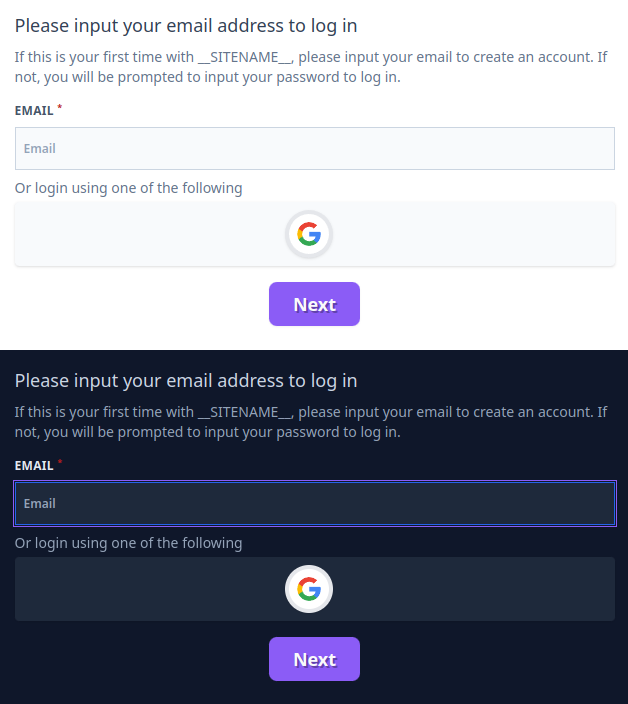 Please input your email address to log in
If this is your first time with __SITENAME__, please input your email to create an account. If
not, you will be prompted to input your password to log in.
EMAIL *
Email
Or login using one of the following
G
Next
Please input your email address to log in
If this is your first time with __SITENAME__, please input your email to create an account. If
not, you will be prompted to input your password to log in.
EMAIL *
Email
Or login using one of the following
G
Next